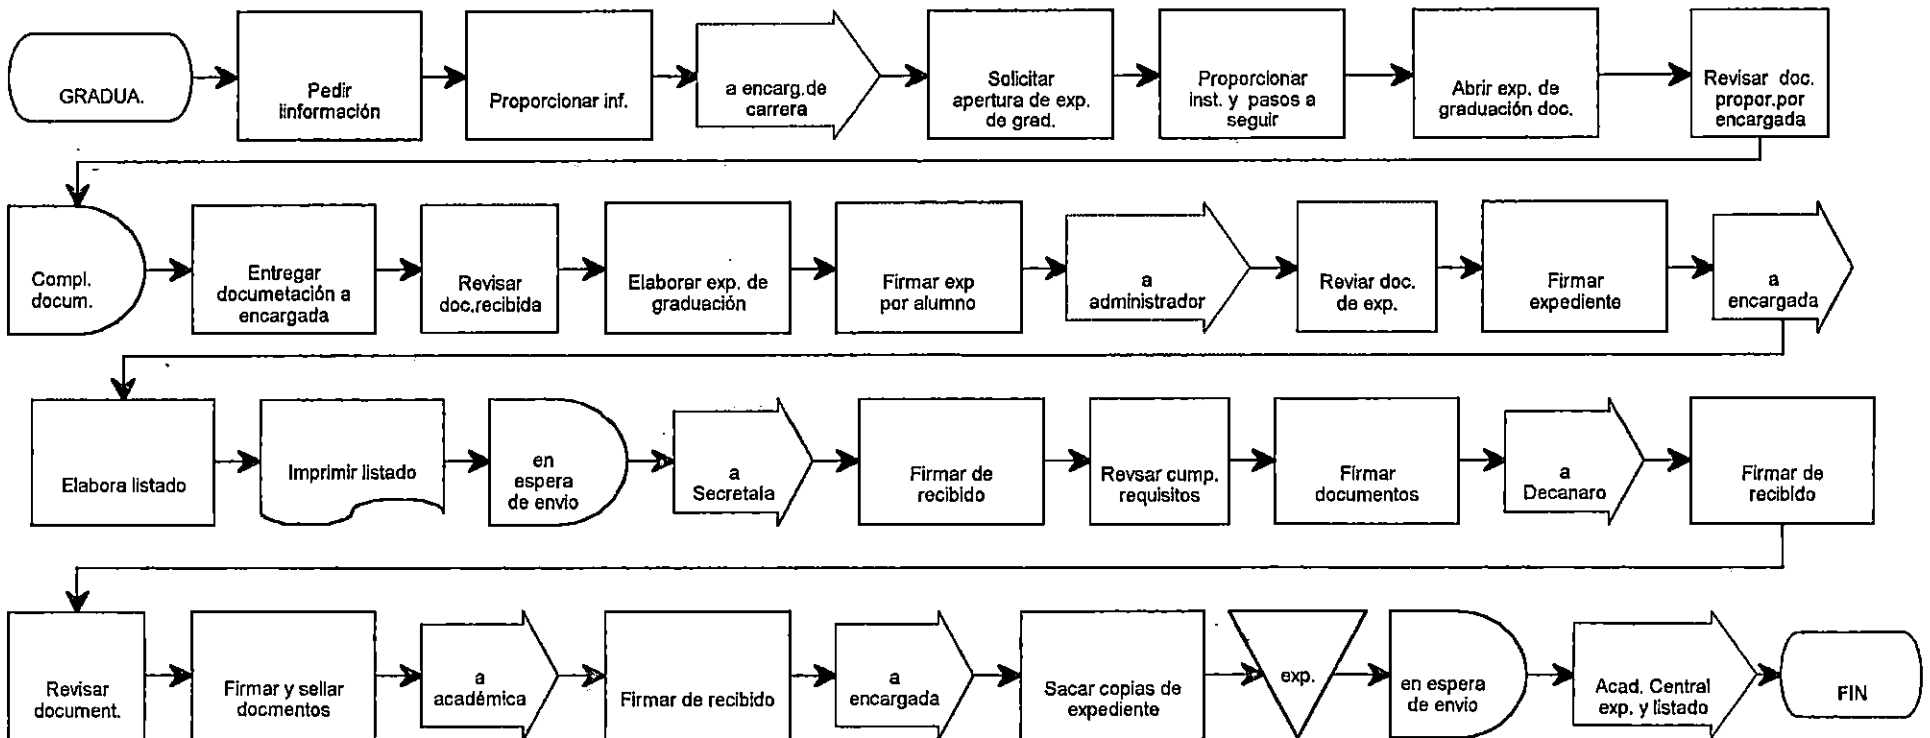 GRADUA.
Pedir
Iinformación
Proporcionar inf.
a encarg.de
carrera
Solicitar
apertura de exp.
de grad.
Proporcionar
inst. y pasos a
seguir
Abrir exp. de
graduación doc.
Revisar doc.
propor.por
encargada
Compl.
docum.
Entregar
documetación a
encargada
Revisar
doc.recibida
Elaborar exp. de
graduación
Firmar exp
por alumno
a
administrador
Reviar doc.
de exp.
Firmar
expediente
a
encargada
Elabora listado
Imprimir listado
en
espera
de envio
a
Secretala
Firmar de
recibido
Revsar cump.
requisitos
Firmar
documentos
a
Decanaro
Firmar de
recibido
Revisar
document.
Firmar y sellar
docmentos
a
académica
Firmar de recibido
a
encargada
Sacar copias de
expediente
exp.
en espera
de envio
Acad. Central
exp. y listado
FIN